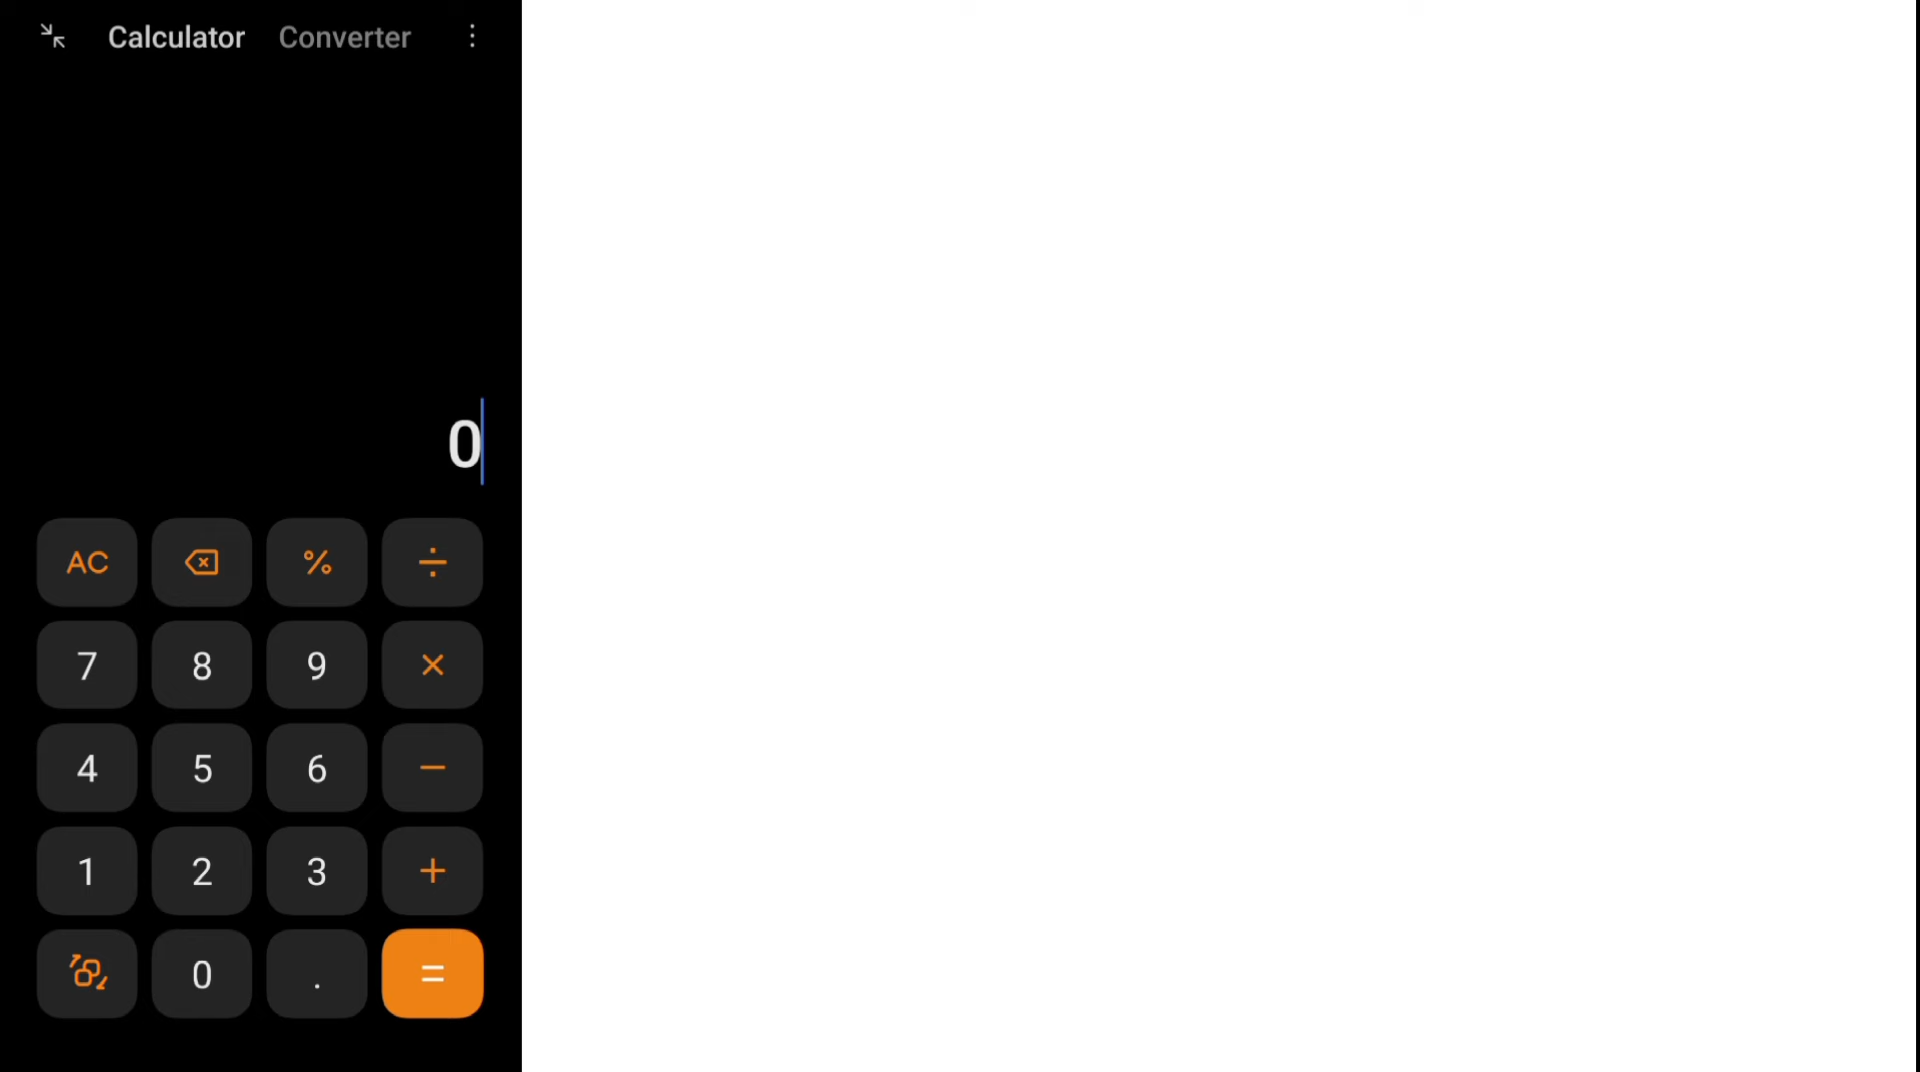 Calculator Converter
0
AC % ÷
7 8 9 ×
4 5 6 −
1 2 3 +
0 . =